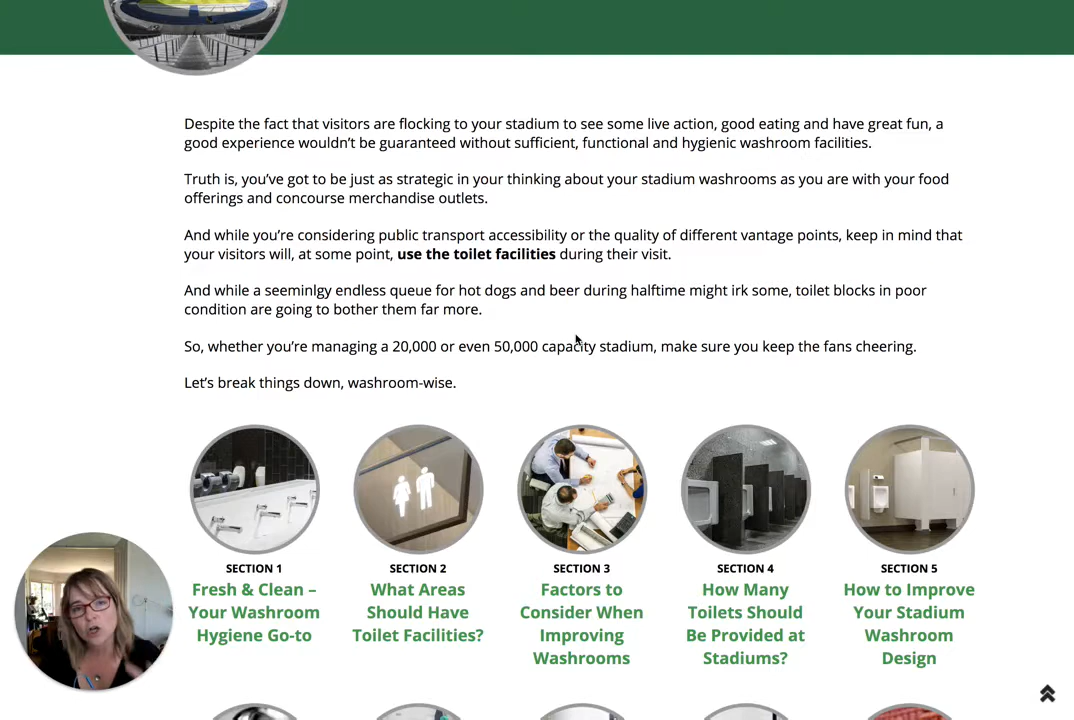 Despite the fact that visitors are flocking to your stadium to see some live action, good eating and have great fun, a
good experience wouldn't be guaranteed without sufficient, functional and hygienic washroom facilities.
Truth is, you've got to be just as strategic in your thinking about your stadium washrooms as you are with your food
offerings and concourse merchandise outlets.
And while you're considering public transport accessibility or the quality of different vantage points, keep in mind that
your visitors will, at some point, use the toilet facilities during their visit.
And while a seeminlgy endless queue for hot dogs and beer during halftime might irk some, toilet blocks in poor
condition are going to bother them far more.
So, whether you're managing a 20,000 or even 50,000 capacity stadium, make sure you keep the fans cheering.
Let's break things down, washroom-wise.
SECTION 1
Fresh & Clean –
Your Washroom
Hygiene Go-to
SECTION 2
What Areas
Should Have
Toilet Facilities?
SECTION 3
Factors to
Consider When
Improving
Washrooms
SECTION 4
How Many
Toilets Should
Be Provided at
Stadiums?
SECTION 5
How to Improve
Your Stadium
Washroom
Design